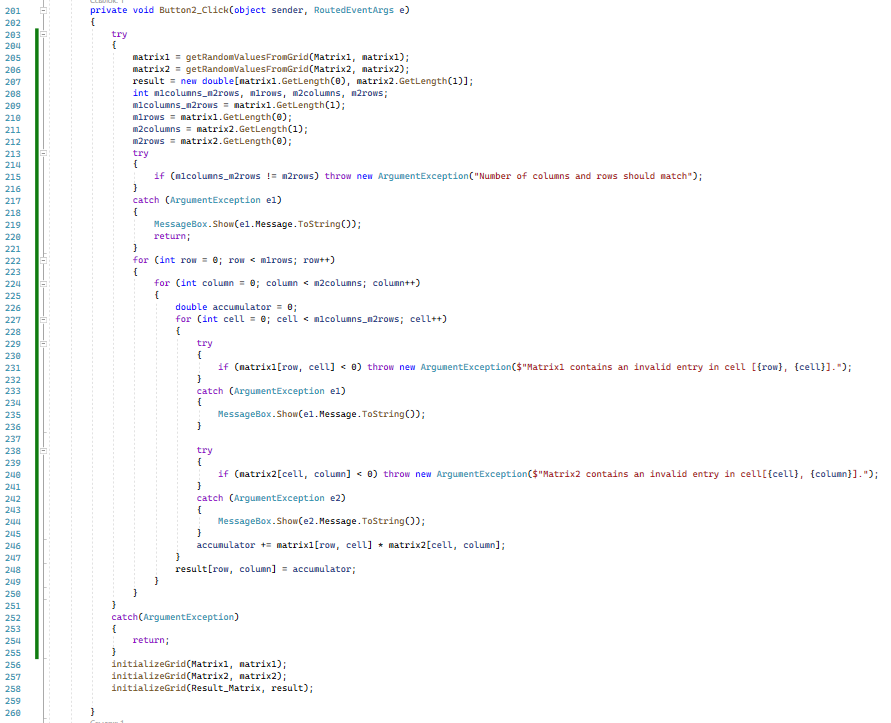 201 private void Button2_Click(object sender, RoutedEventArgs e)
202 {
203 try
204 {
205 matrix1 = getRandomValuesFromGrid(Matrix1, matrix1);
206 matrix2 = getRandomValuesFromGrid(Matrix2, matrix2);
207 result = new double[matrix1.GetLength(0), matrix2.GetLength(1)];
208 int m1columns_m2rows, m1rows, m2columns, m2rows;
209 m1columns_m2rows = matrix1.GetLength(1);
210 m1rows = matrix1.GetLength(0);
211 m2columns = matrix2.GetLength(1);
212 m2rows = matrix2.GetLength(0);
213 try
214 {
215 if (m1columns_m2rows != m2rows) throw new ArgumentException("Number of columns and rows should match");
216 }
217 catch (ArgumentException e1)
218 {
219 MessageBox.Show(e1.Message.ToString());
220 return;
221 }
222 for (int row = 0; row < m1rows; row++)
223 {
224 for (int column = 0; column < m2columns; column++)
225 {
226 double accumulator = 0;
227 for (int cell = 0; cell < m1columns_m2rows; cell++)
228 {
229 try
230 {
231 if (matrix1[row, cell] < 0) throw new ArgumentException($"Matrix1 contains an invalid entry in cell [{row}, {cell}].");
232 }
233 catch (ArgumentException e1)
234 {
235 MessageBox.Show(e1.Message.ToString());
236 }
237
238 try
239 {
240 if (matrix2[cell, column] < 0) throw new ArgumentException($"Matrix2 contains an invalid entry in cell[{cell}, {column}].");
241 }
242 catch (ArgumentException e2)
243 {
244 MessageBox.Show(e2.Message.ToString());
245 }
246 accumulator += matrix1[row, cell] * matrix2[cell, column];
247 }
248 result[row, column] = accumulator;
249 }
250 }
251 }
252 catch(ArgumentException)
253 {
254 return;
255 }
256 initializeGrid(Matrix1, matrix1);
257 initializeGrid(Matrix2, matrix2);
258 initializeGrid(Result_Matrix, result);
259
260 }